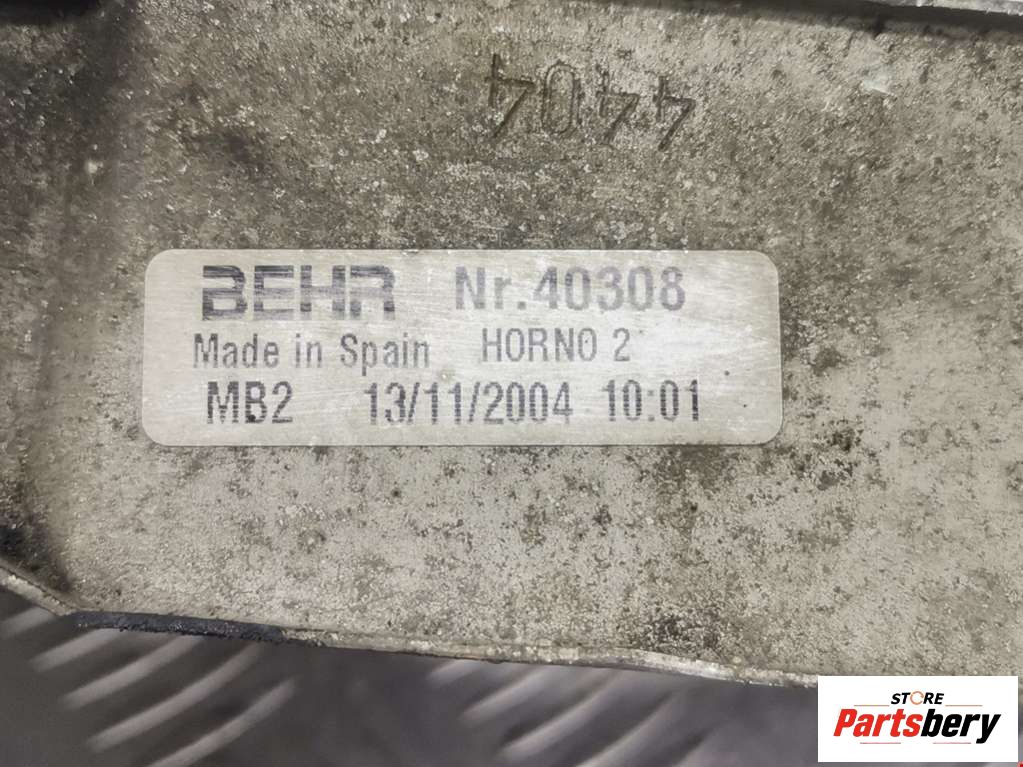 4404
BEHR Nr.40308
Made in Spain HORNO 2
MB2 13/11/2004 10:01
STORE
Partsbery